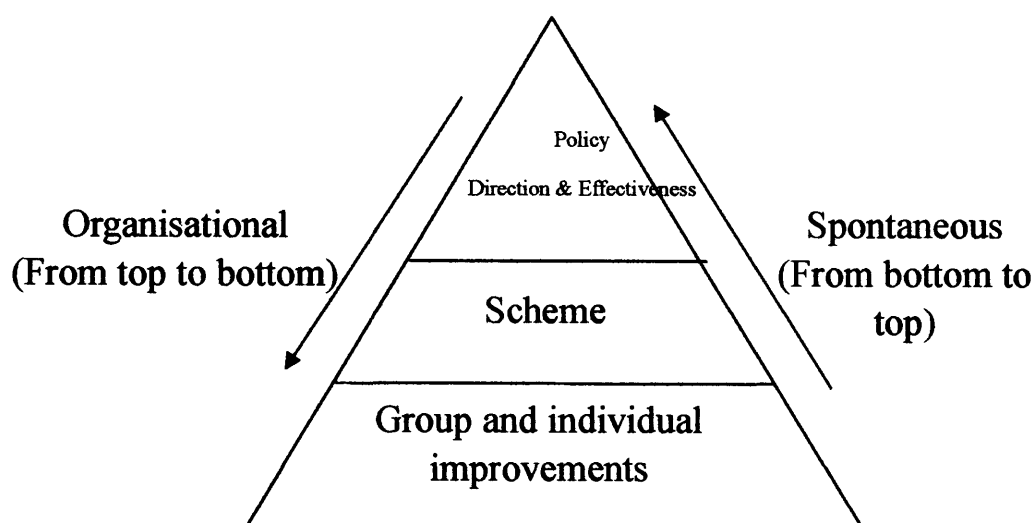 Policy
Direction & Effectiveness
Organisational
(From top to bottom)
Spontaneous
(From bottom to
top)
Scheme
Group and individual
improvements